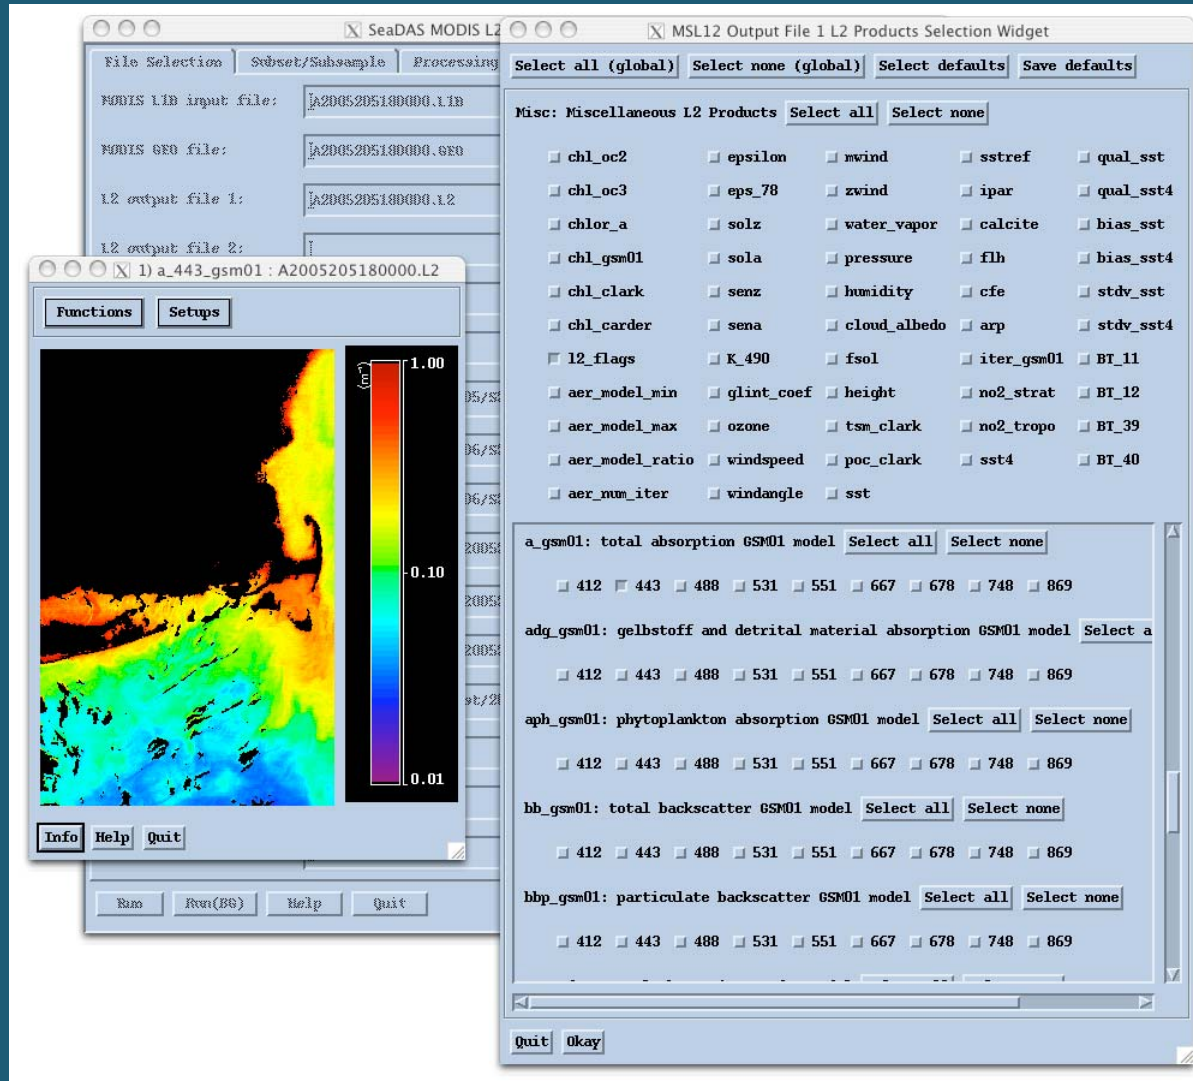 SeaDAS MODIS L2
File Selection Subset/Subsample Processing
MODIS L1B input file: A2005205180000.L1B
MODIS GEO file: A2005205180000.GEO
L2 output file 1: A2005205180000.L2
L2 output file 2:
Run Run(BG) Help Quit
1) a_443_gsm01 : A2005205180000.L2
Functions Setups
(m⁻¹)
1.00
0.10
0.01
Info Help Quit
MSL12 Output File 1 L2 Products Selection Widget
Select all (global) Select none (global) Select defaults Save defaults
Misc: Miscellaneous L2 Products Select all Select none
chl_oc2 epsilon mwind sstref qual_sst
chl_oc3 eps_78 zwind ipar qual_sst4
chlor_a solz water_vapor calcite bias_sst
chl_gsm01 sola pressure flh bias_sst4
chl_clark senz humidity cfe stdv_sst
chl_carder sena cloud_albedo arp stdv_sst4
l2_flags K_490 fsol iter_gsm01 BT_11
aer_model_min glint_coef height no2_strat BT_12
aer_model_max ozone tsm_clark no2_tropo BT_39
aer_model_ratio windspeed poc_clark sst4 BT_40
aer_num_iter windangle sst
a_gsm01: total absorption GSM01 model Select all Select none
412 443 488 531 551 667 678 748 869
adg_gsm01: gelbstoff and detrital material absorption GSM01 model Select a
412 443 488 531 551 667 678 748 869
aph_gsm01: phytoplankton absorption GSM01 model Select all Select none
412 443 488 531 551 667 678 748 869
bb_gsm01: total backscatter GSM01 model Select all Select none
412 443 488 531 551 667 678 748 869
bbp_gsm01: particulate backscatter GSM01 model Select all Select none
412 443 488 531 551 667 678 748 869
Quit Okay